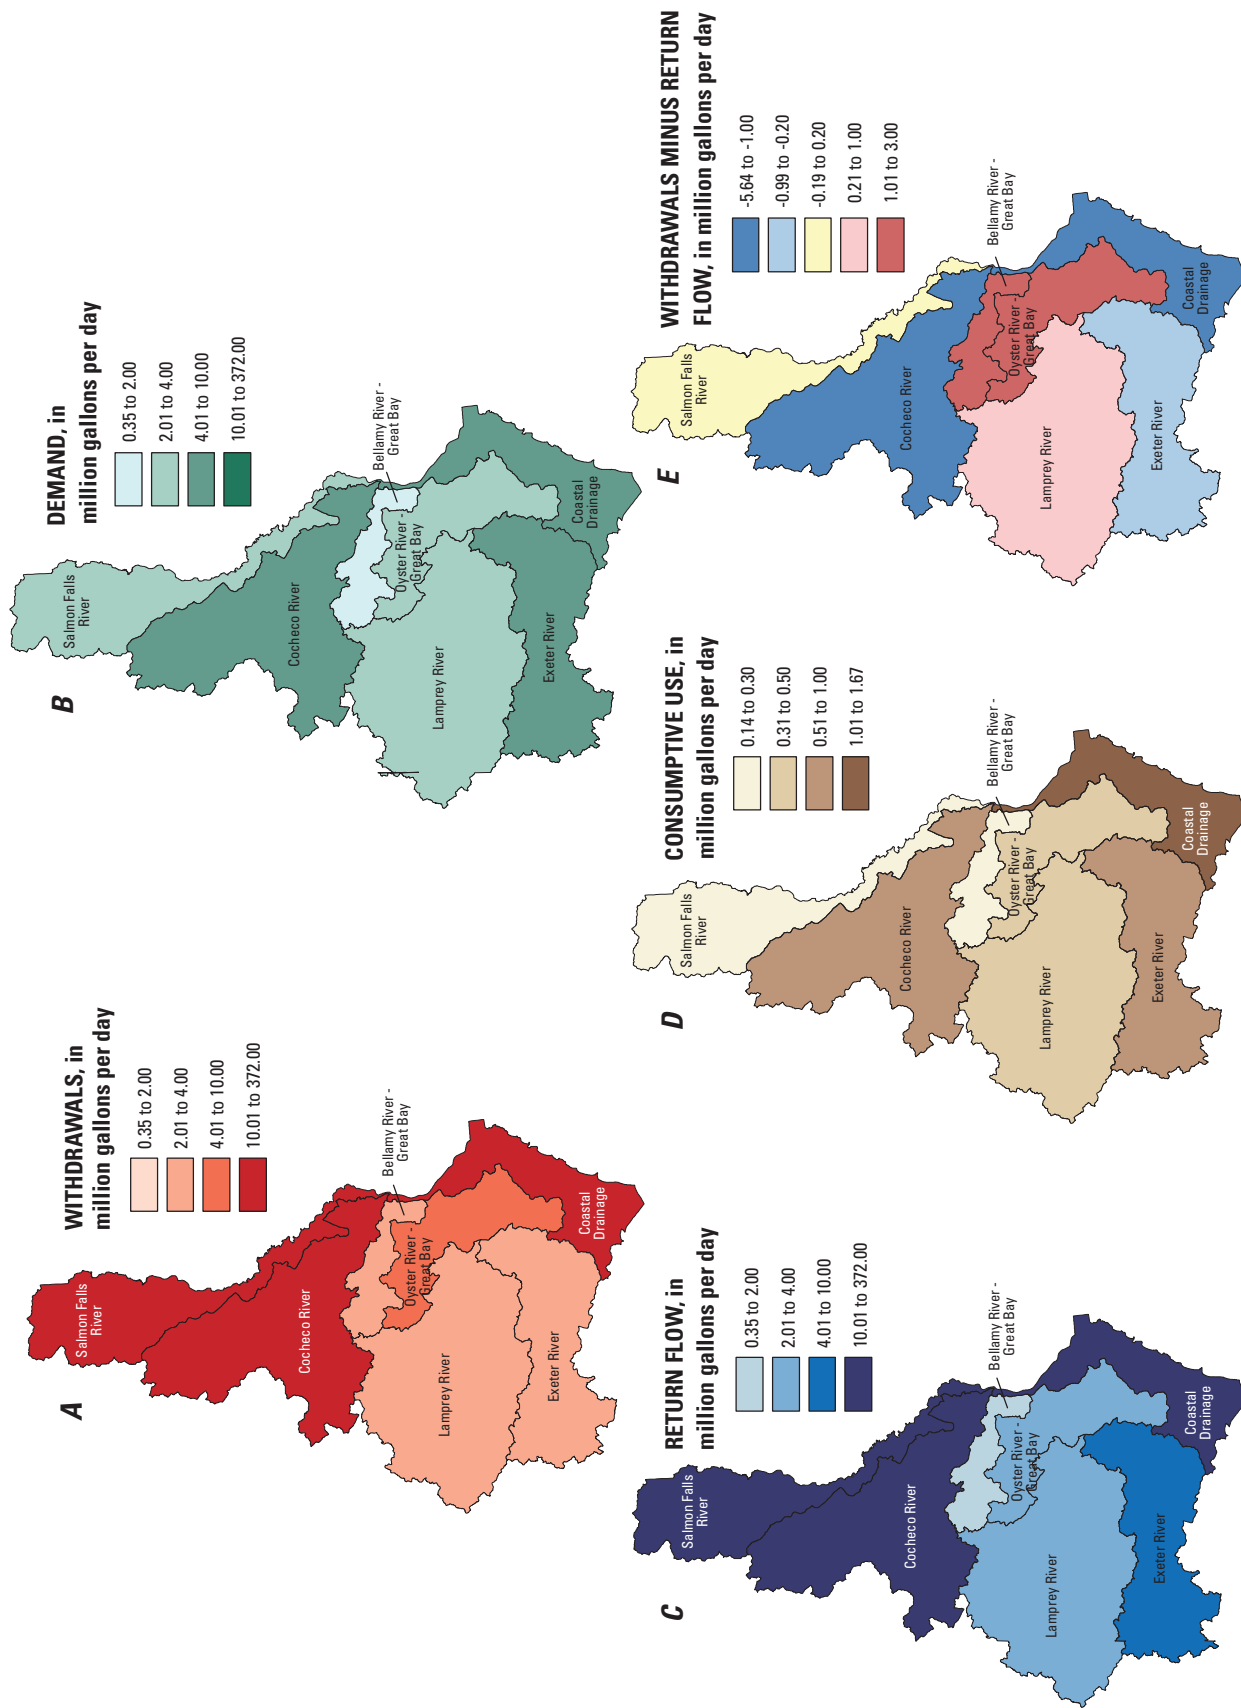 A
WITHDRAWALS, in
million gallons per day
0.35 to 2.00
2.01 to 4.00
4.01 to 10.00
10.01 to 372.00
Salmon Falls
River
Cocheco River
Bellamy River -
Great Bay
Oyster River -
Great Bay
Lamprey River
Exeter River
Coastal
Drainage
B
DEMAND, in
million gallons per day
0.35 to 2.00
2.01 to 4.00
4.01 to 10.00
10.01 to 372.00
Salmon Falls
River
Cocheco River
Bellamy River -
Great Bay
Oyster River -
Great Bay
Lamprey River
Exeter River
Coastal
Drainage
C
RETURN FLOW, in
million gallons per day
0.35 to 2.00
2.01 to 4.00
4.01 to 10.00
10.01 to 372.00
Salmon Falls
River
Cocheco River
Bellamy River -
Great Bay
Oyster River -
Great Bay
Lamprey River
Exeter River
Coastal
Drainage
D
CONSUMPTIVE USE, in
million gallons per day
0.14 to 0.30
0.31 to 0.50
0.51 to 1.00
1.01 to 1.67
Salmon Falls
River
Cocheco River
Bellamy River -
Great Bay
Oyster River -
Great Bay
Lamprey River
Exeter River
Coastal
Drainage
E
WITHDRAWALS MINUS RETURN
FLOW, in million gallons per day
-5.64 to -1.00
-0.99 to -0.20
-0.19 to 0.20
0.21 to 1.00
1.01 to 3.00
Salmon Falls
River
Cocheco River
Bellamy River -
Great Bay
Oyster River -
Great Bay
Lamprey River
Exeter River
Coastal
Drainage